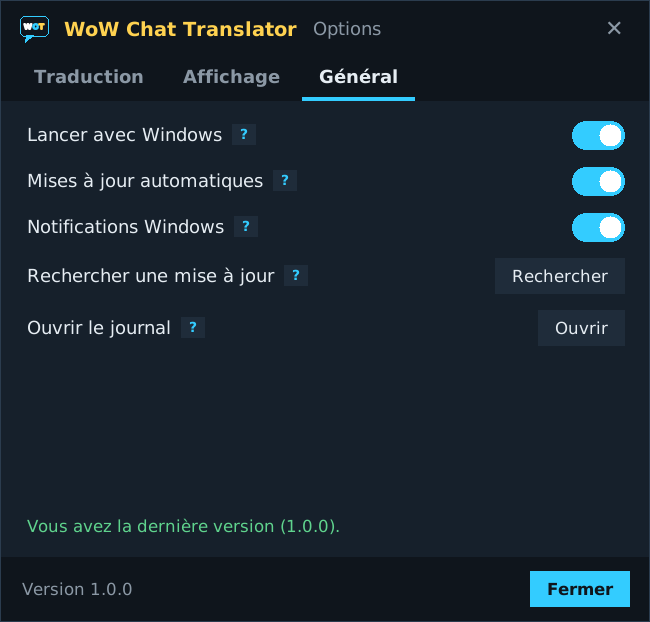 WOT WoW Chat Translator Options ✕
Traduction Affichage Général
Lancer avec Windows ?
Mises à jour automatiques ?
Notifications Windows ?
Rechercher une mise à jour ? Rechercher
Ouvrir le journal ? Ouvrir
Vous avez la dernière version (1.0.0).
Version 1.0.0 Fermer